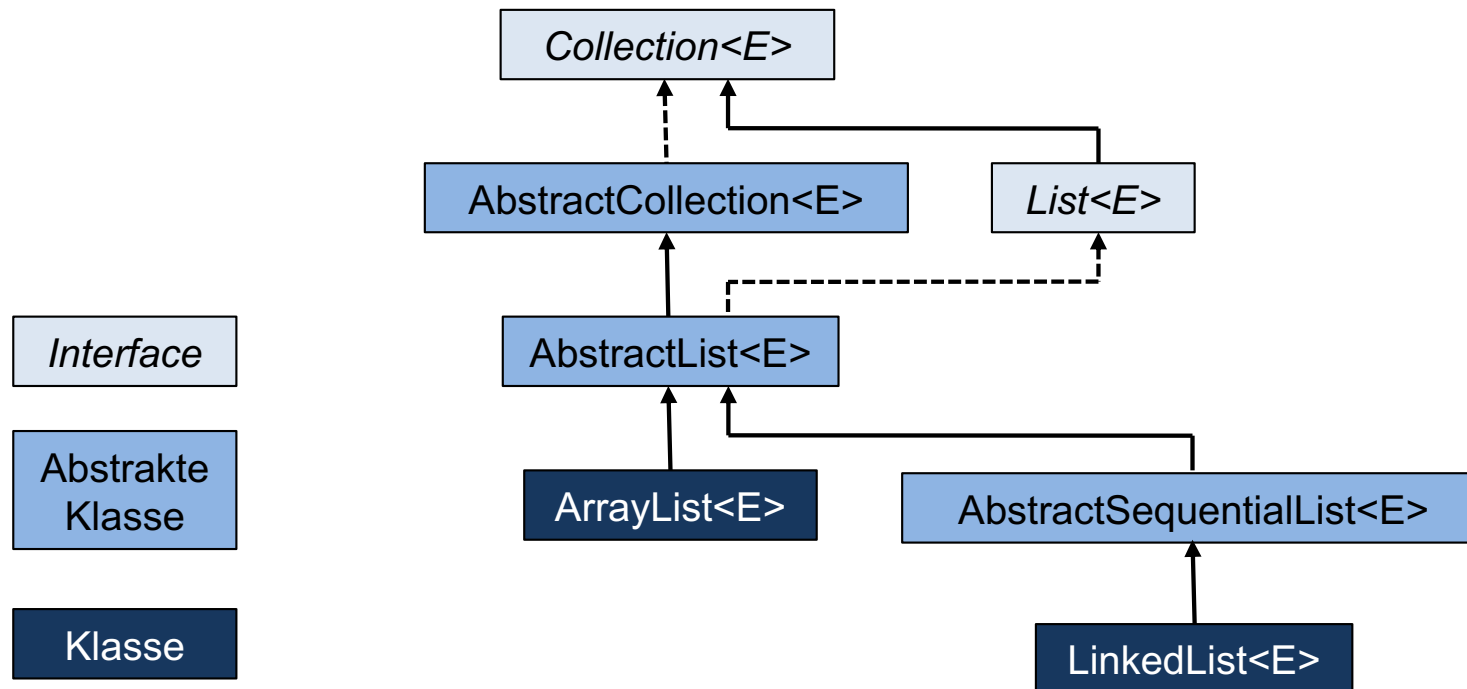 Collection<E>
AbstractCollection<E>
List<E>
Interface
AbstractList<E>
Abstrakte
Klasse
ArrayList<E>
AbstractSequentialList<E>
Klasse
LinkedList<E>